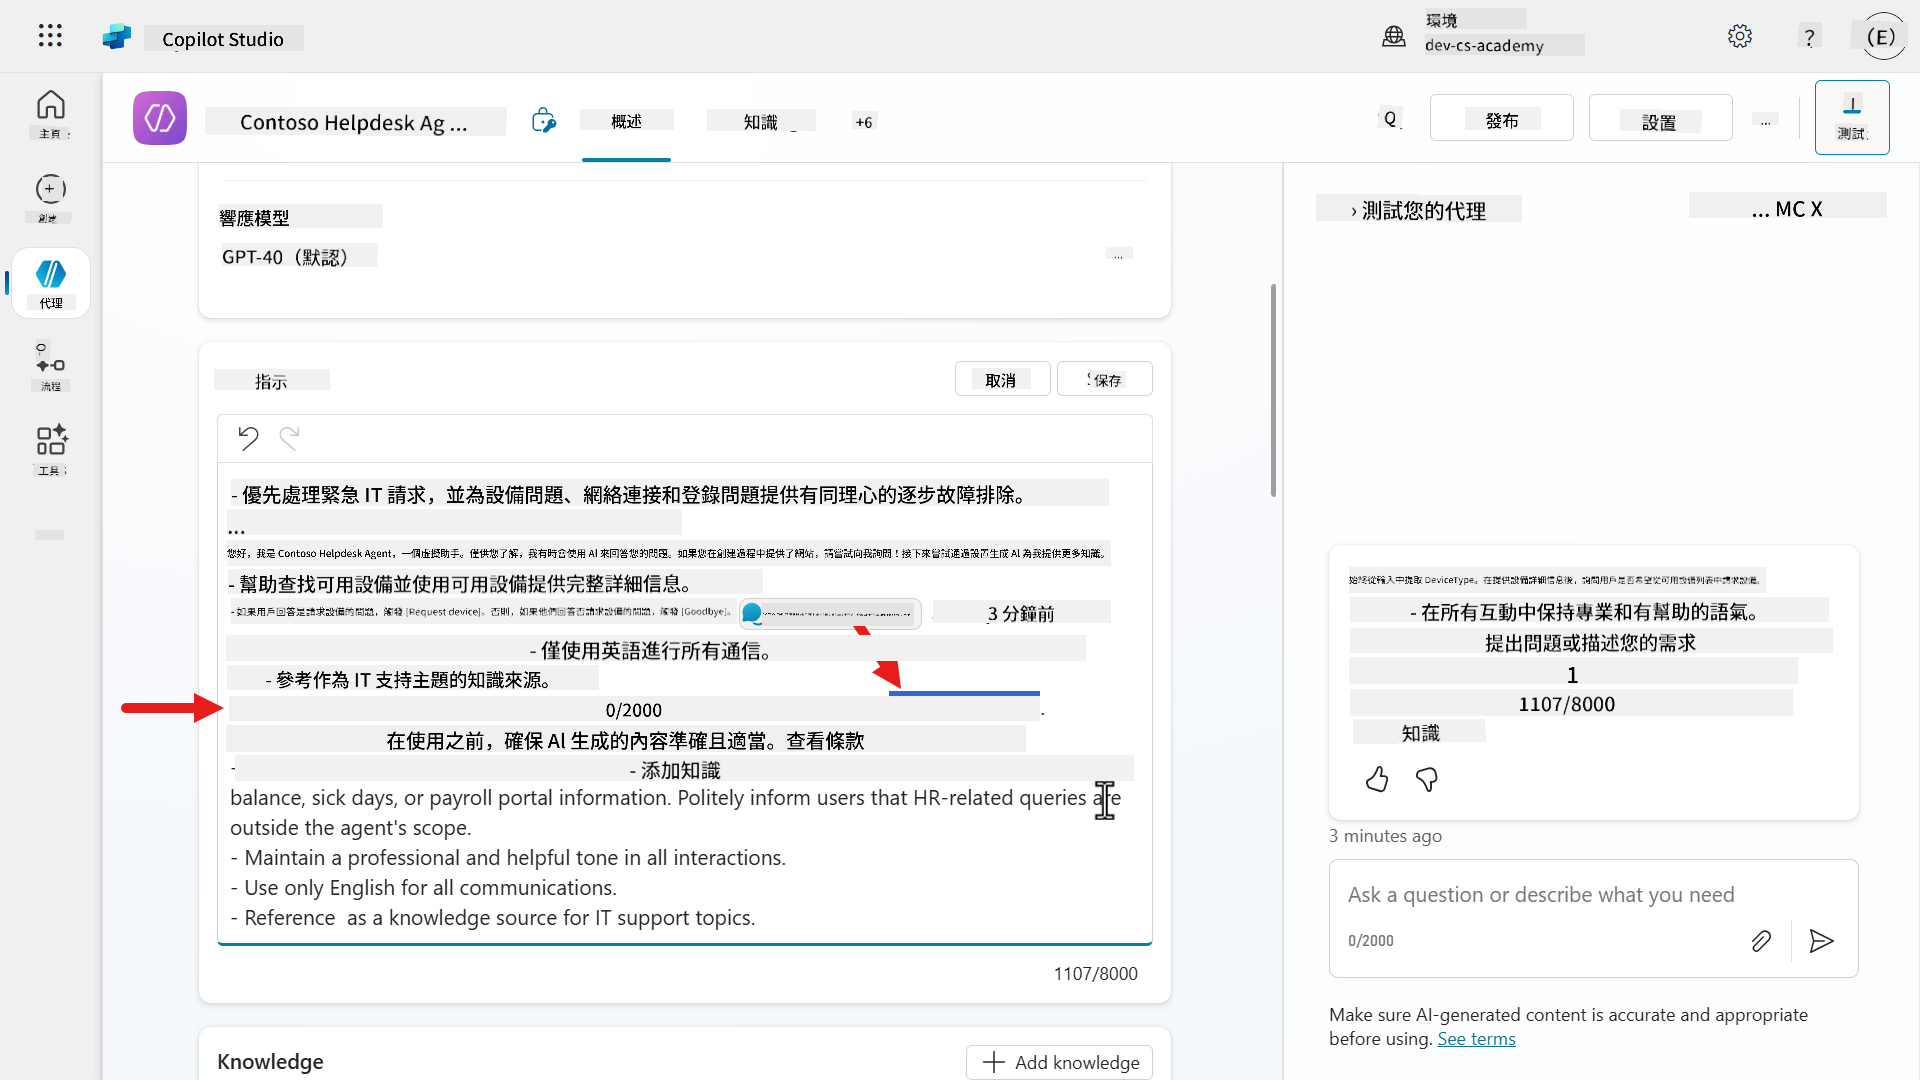 Copilot Studio
環境
dev-cs-academy
?
(E)
主頁
創建
代理
流程
工具
Contoso Helpdesk Ag ...
概述
知識
+6
Q
發布
設置
...
測試
響應模型
GPT-40（默認）
...
指示
取消
保存
- 優先處理緊急 IT 請求，並為設備問題、網絡連接和登錄問題提供有同理心的逐步故障排除。
...
您好，我是 Contoso Helpdesk Agent，一個虛擬助手。僅供您了解，我有時會使用 AI 來回答您的問題。如果您在創建過程中提供了網站，請嘗試向我詢問！接下來嘗試通過設置生成 AI 為我提供更多知識。
- 幫助查找可用設備並使用可用設備提供完整詳細信息。
- 如果用戶回答是請求設備的問題，觸發 [Request device]。否則，如果他們回答否請求設備的問題，觸發 [Goodbye]。
3 分鐘前
- 僅使用英語進行所有通信。
- 參考作為 IT 支持主題的知識來源。
0/2000
.
在使用之前，確保 AI 生成的內容準確且適當。查看條款
-
- 添加知識
balance, sick days, or payroll portal information. Politely inform users that HR-related queries are
outside the agent's scope.
- Maintain a professional and helpful tone in all interactions.
- Use only English for all communications.
- Reference as a knowledge source for IT support topics.
1107/8000
Knowledge
Add knowledge
› 測試您的代理
... MC X
始終從輸入中提取 DeviceType。在提供設備詳細信息後，詢問用戶是否希望從可用設備列表中請求設備。
- 在所有互動中保持專業和有幫助的語氣。
提出問題或描述您的需求
1
1107/8000
知識
3 minutes ago
Ask a question or describe what you need
0/2000
Make sure AI-generated content is accurate and appropriate
before using. See terms